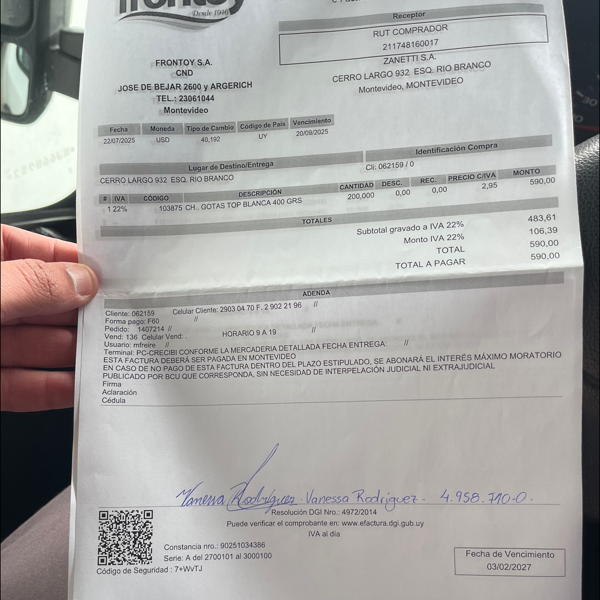 frontoy
Desde 1946
Receptor
RUT COMPRADOR
211748160017
ZANETTI S.A.
CERRO LARGO 932 ESQ. RIO BRANCO
Montevideo, MONTEVIDEO
FRONTOY S.A.
CND
JOSE DE BEJAR 2600 y ARGERICH
TEL.: 23061044
Montevideo
Fecha Moneda Tipo de Cambio Código de País Vencimiento
22/07/2025 USD 40,192 UY 20/09/2025
Lugar de Destino/Entrega Identificación Compra
CERRO LARGO 932 ESQ. RIO BRANCO Cli: 062159 / 0
# IVA CÓDIGO DESCRIPCIÓN CANTIDAD DESC. REC. PRECIO C/IVA MONTO
1 22% 103875 CH.. GOTAS TOP BLANCA 400 GRS 200,000 0,00 0,00 2,95 590,00
TOTALES
Subtotal gravado a IVA 22% 483,61
Monto IVA 22% 106,39
TOTAL 590,00
TOTAL A PAGAR 590,00
ADENDA
Cliente: 062159 Celular Cliente: 2903 04 70 F. 2 902 21 96 //
Forma pago: F60 //
Pedido: 1407214 //
Vend: 136 Celular Vend: HORARIO 9 A 19 //
Usuario: mfreire //
Terminal: PC-CRECIBI CONFORME LA MERCADERIA DETALLADA FECHA ENTREGA: //
ESTA FACTURA DEBERÁ SER PAGADA EN MONTEVIDEO
EN CASO DE NO PAGO DE ESTA FACTURA DENTRO DEL PLAZO ESTIPULADO, SE ABONARÁ EL INTERÉS MÁXIMO MORATORIO
PUBLICADO POR BCU QUE CORRESPONDA, SIN NECESIDAD DE INTERPELACIÓN JUDICIAL NI EXTRAJUDICIAL
Firma
Aclaración
Cédula
Vanessa Rodríguez - Vanessa Rodriguez - 4.958.710-0.
Resolución DGI Nro.: 4972/2014
Puede verificar el comprobante en: www.efactura.dgi.gub.uy
IVA al día
Constancia nro.: 90251034386
Serie: A del 2700101 al 3000100
Código de Seguridad : 7+WvTJ
Fecha de Vencimiento
03/02/2027